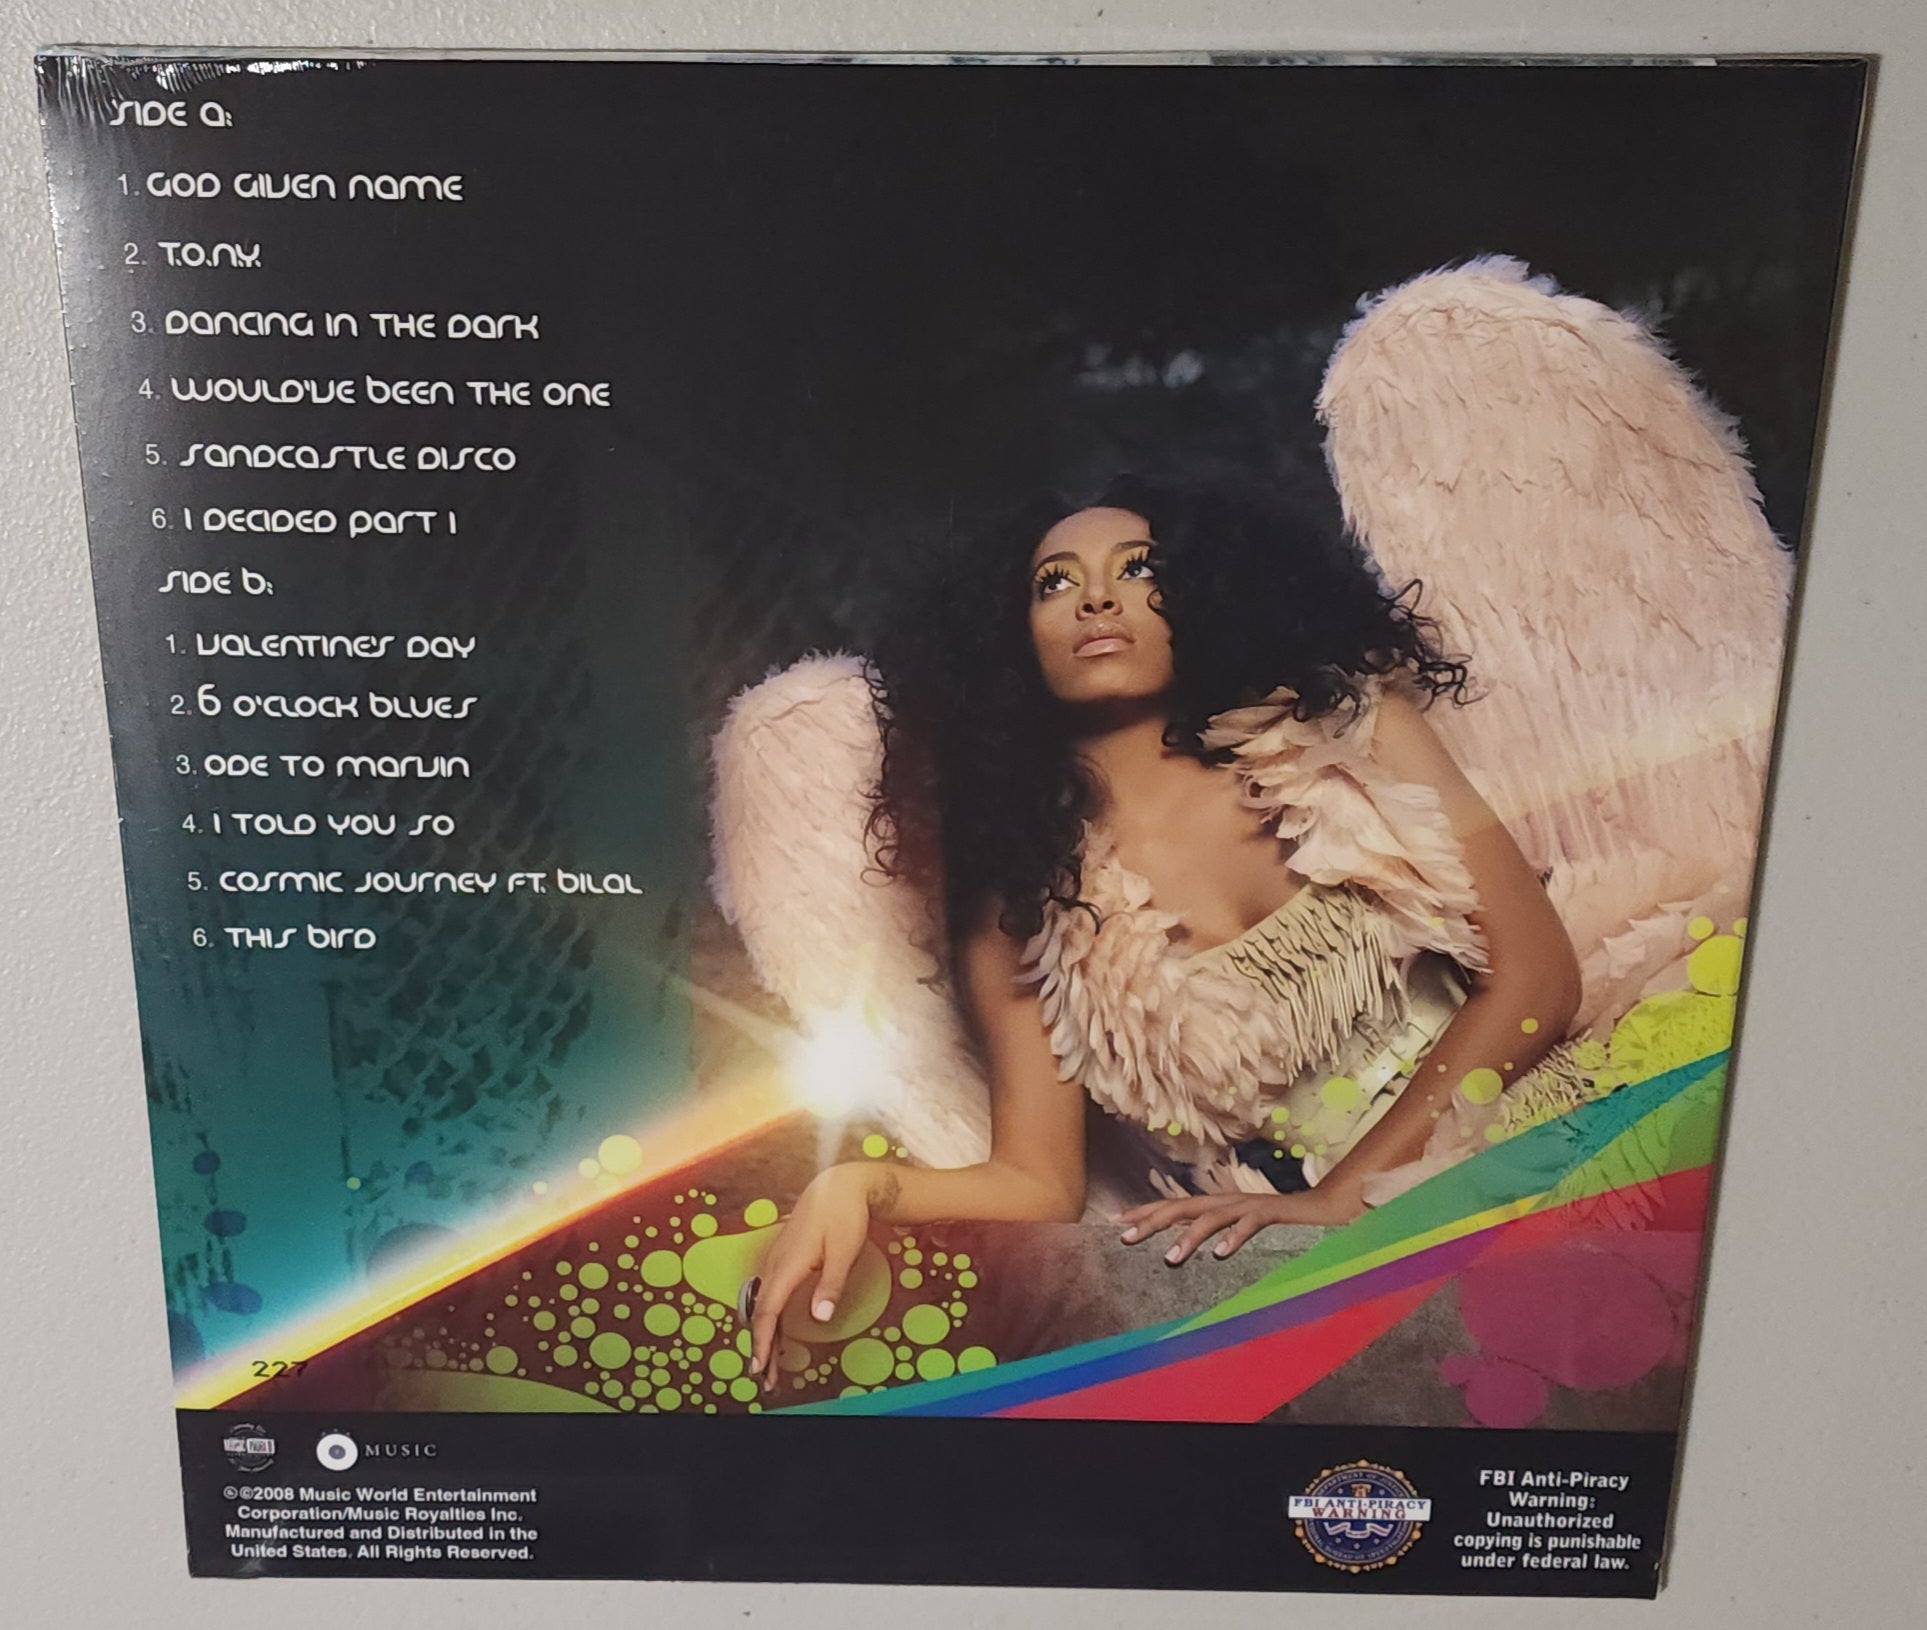 SIDE A:
1. GOD GIVEN NAME
2. T.O.N.Y.
3. DANCING IN THE DARK
4. WOULD'VE BEEN THE ONE
5. SANDCASTLE DISCO
6. I DECIDED PART I
SIDE B:
1. VALENTINE'S DAY
2. 6 O'CLOCK BLUES
3. ODE TO MARVIN
4. I TOLD YOU SO
5. COSMIC JOURNEY FT. BILAL
6. THIS BIRD
227
MUSIC
℗©2008 Music World Entertainment
Corporation/Music Royalties Inc.
Manufactured and Distributed in the
United States. All Rights Reserved.
FBI ANTI-PIRACY
WARNING
FBI Anti-Piracy
Warning:
Unauthorized
copying is punishable
under federal law.